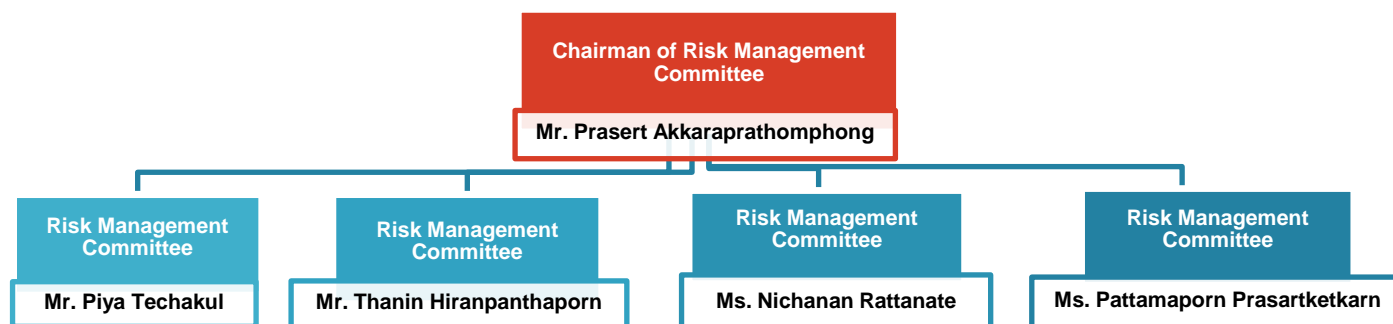 Chairman of Risk Management
Committee
Mr. Prasert Akkaraprathomphong
Risk Management
Committee
Mr. Piya Techakul
Risk Management
Committee
Mr. Thanin Hiranpanthaporn
Risk Management
Committee
Ms. Nichanan Rattanate
Risk Management
Committee
Ms. Pattamaporn Prasartketkarn